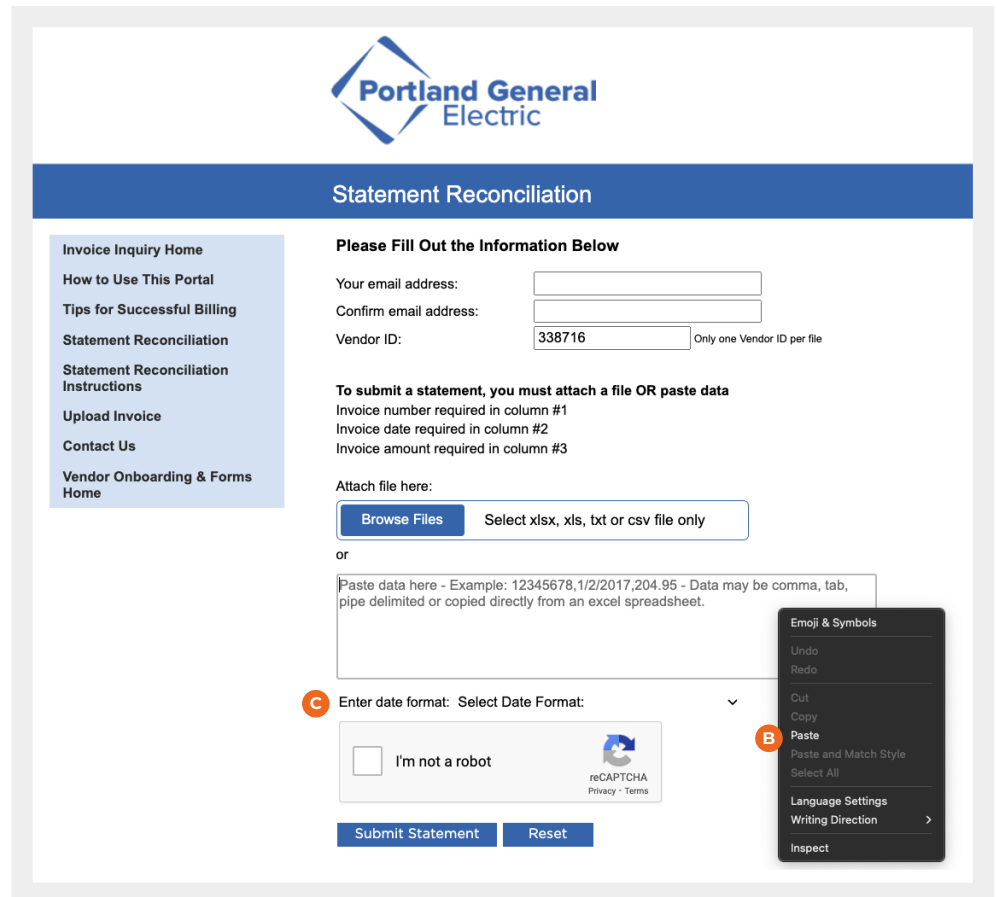 Portland General
Electric
Statement Reconciliation
Invoice Inquiry Home
How to Use This Portal
Tips for Successful Billing
Statement Reconciliation
Statement Reconciliation
Instructions
Upload Invoice
Contact Us
Vendor Onboarding & Forms
Home
Please Fill Out the Information Below
Your email address:
Confirm email address:
Vendor ID: 338716 Only one Vendor ID per file
To submit a statement, you must attach a file OR paste data
Invoice number required in column #1
Invoice date required in column #2
Invoice amount required in column #3
Attach file here:
Browse Files Select xlsx, xls, txt or csv file only
or
Paste data here - Example: 12345678,1/2/2017,204.95 - Data may be comma, tab,
pipe delimited or copied directly from an excel spreadsheet.
C Enter date format: Select Date Format:
I'm not a robot
reCAPTCHA
Privacy - Terms
Submit Statement Reset
Emoji & Symbols
Undo
Redo
Cut
Copy
B Paste
Paste and Match Style
Select All
Language Settings
Writing Direction
Inspect